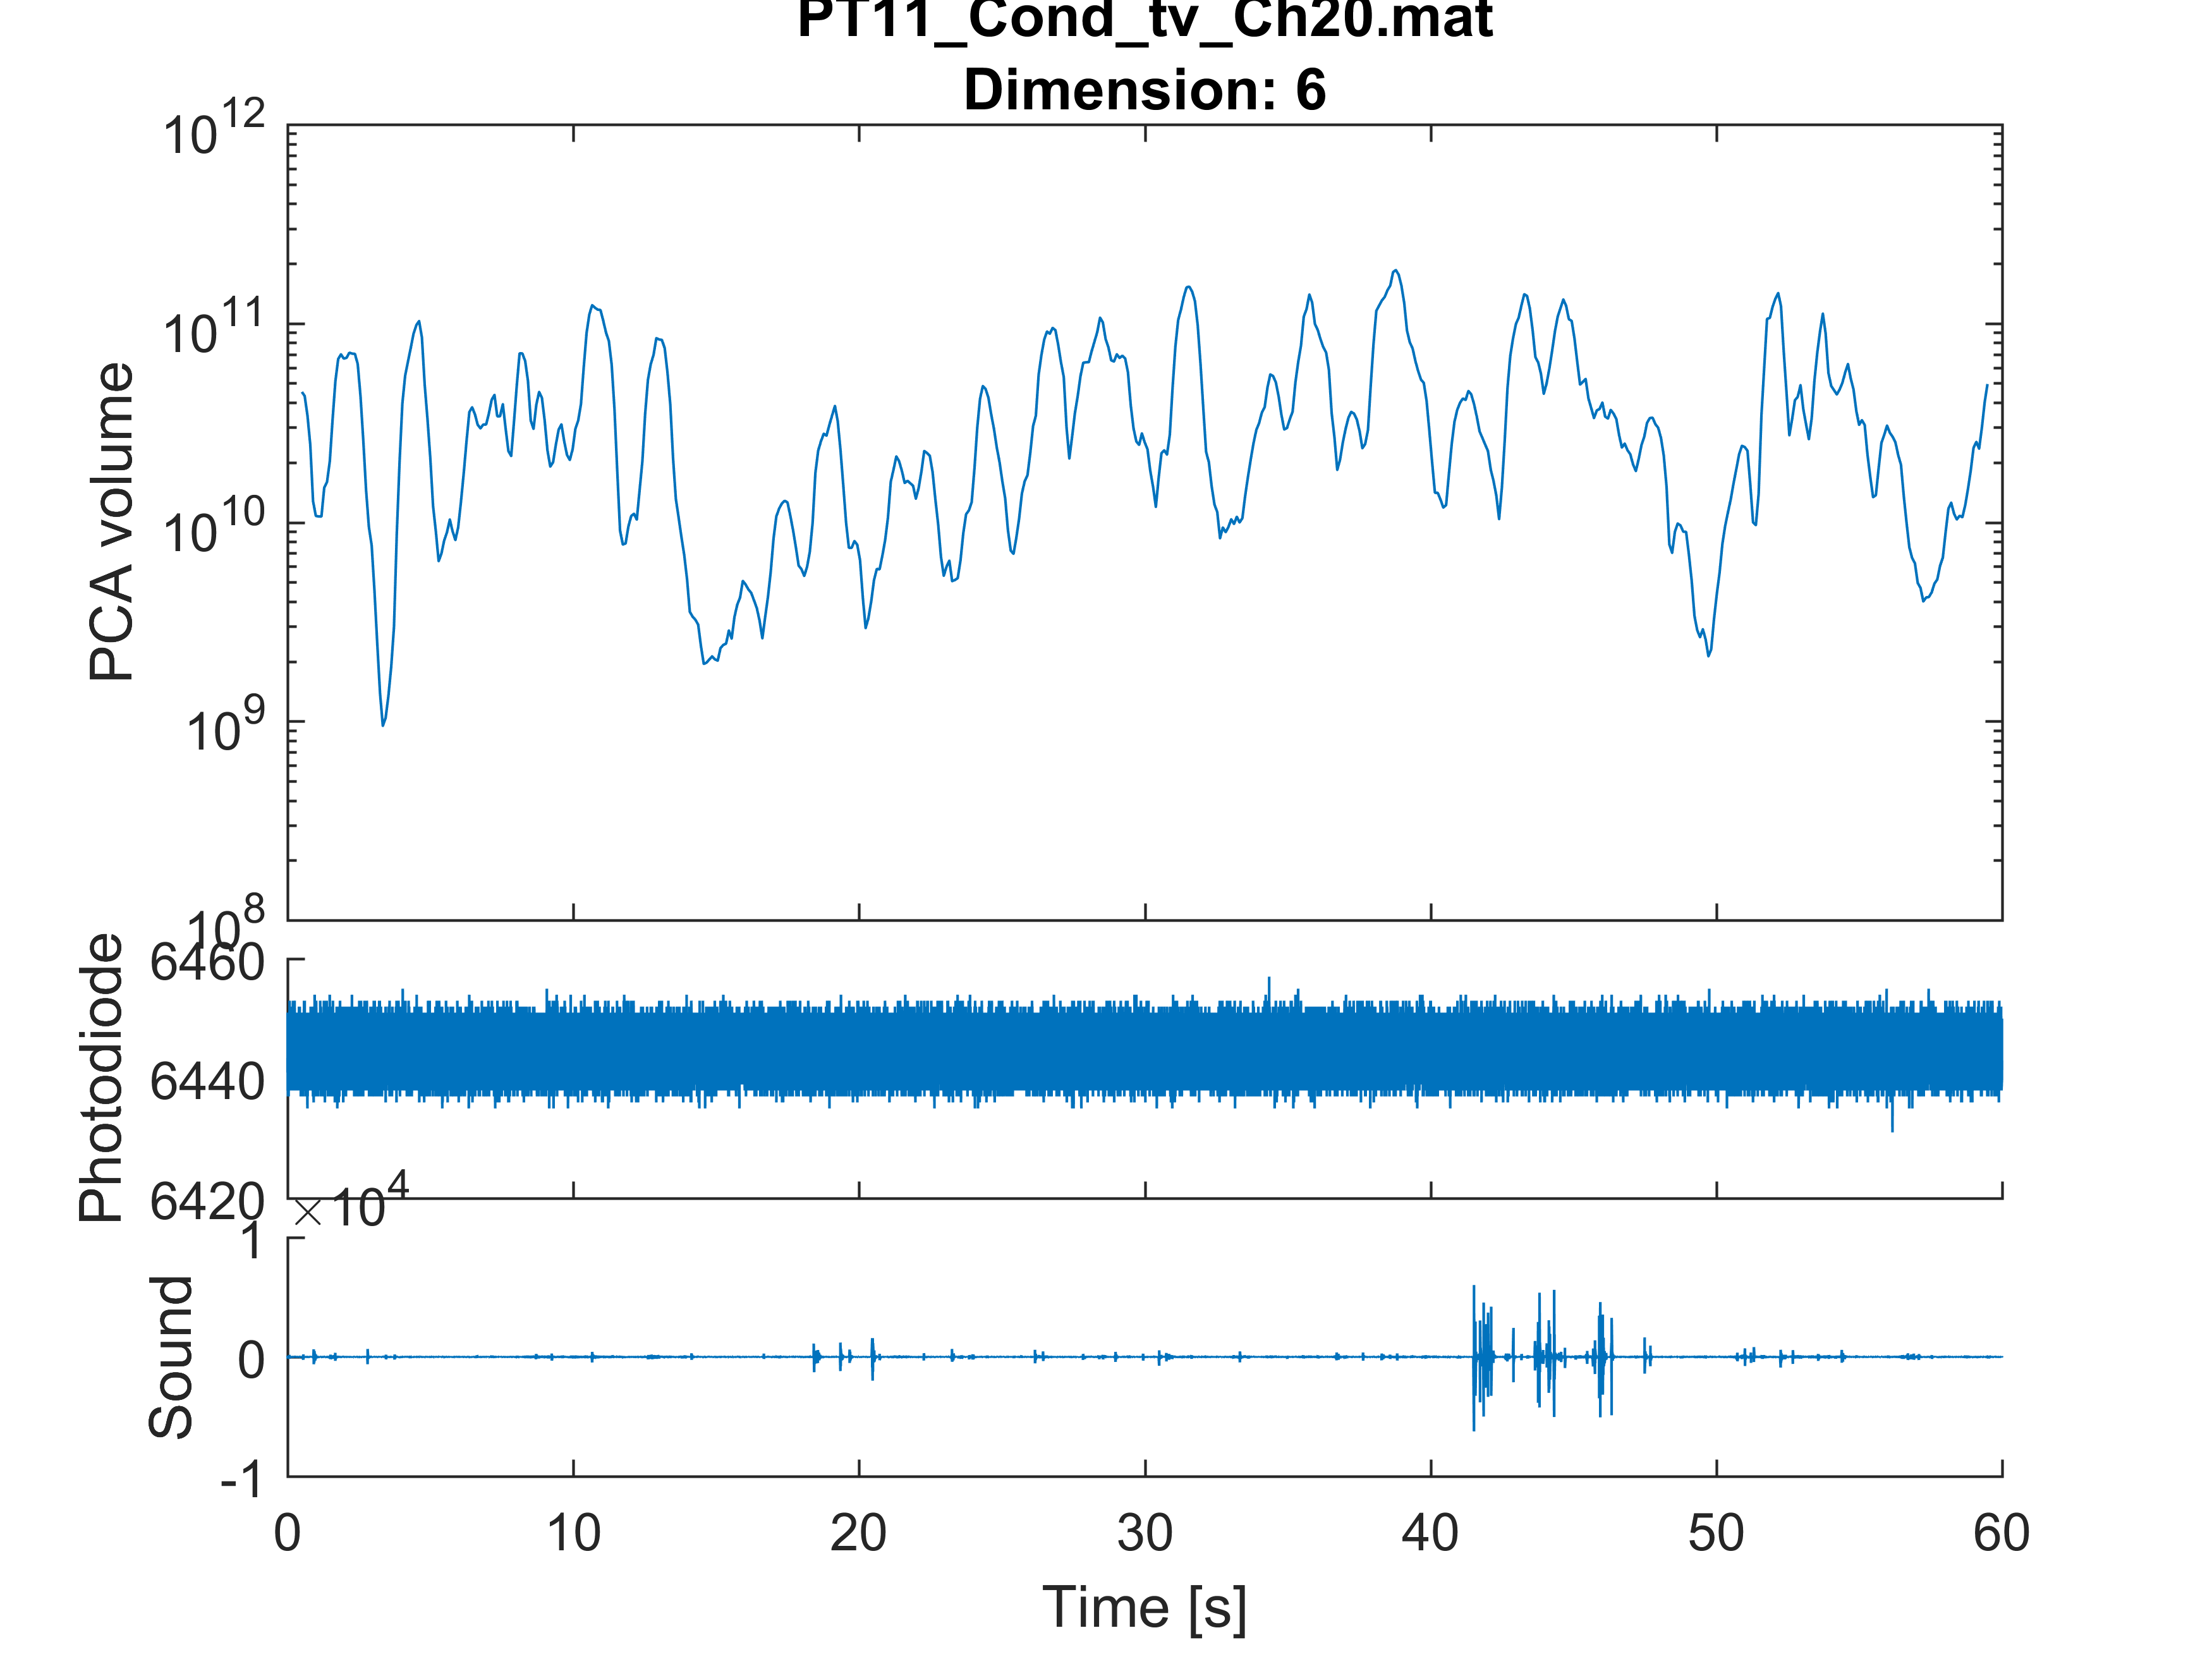 PT11_Cond_tv_Ch20.mat
Dimension: 6
10^12
10^11
10^10
10^9
10^8
PCA volume
6460
6440
6420
Photodiode
×10^4
1
0
-1
Sound
0 10 20 30 40 50 60
Time [s]